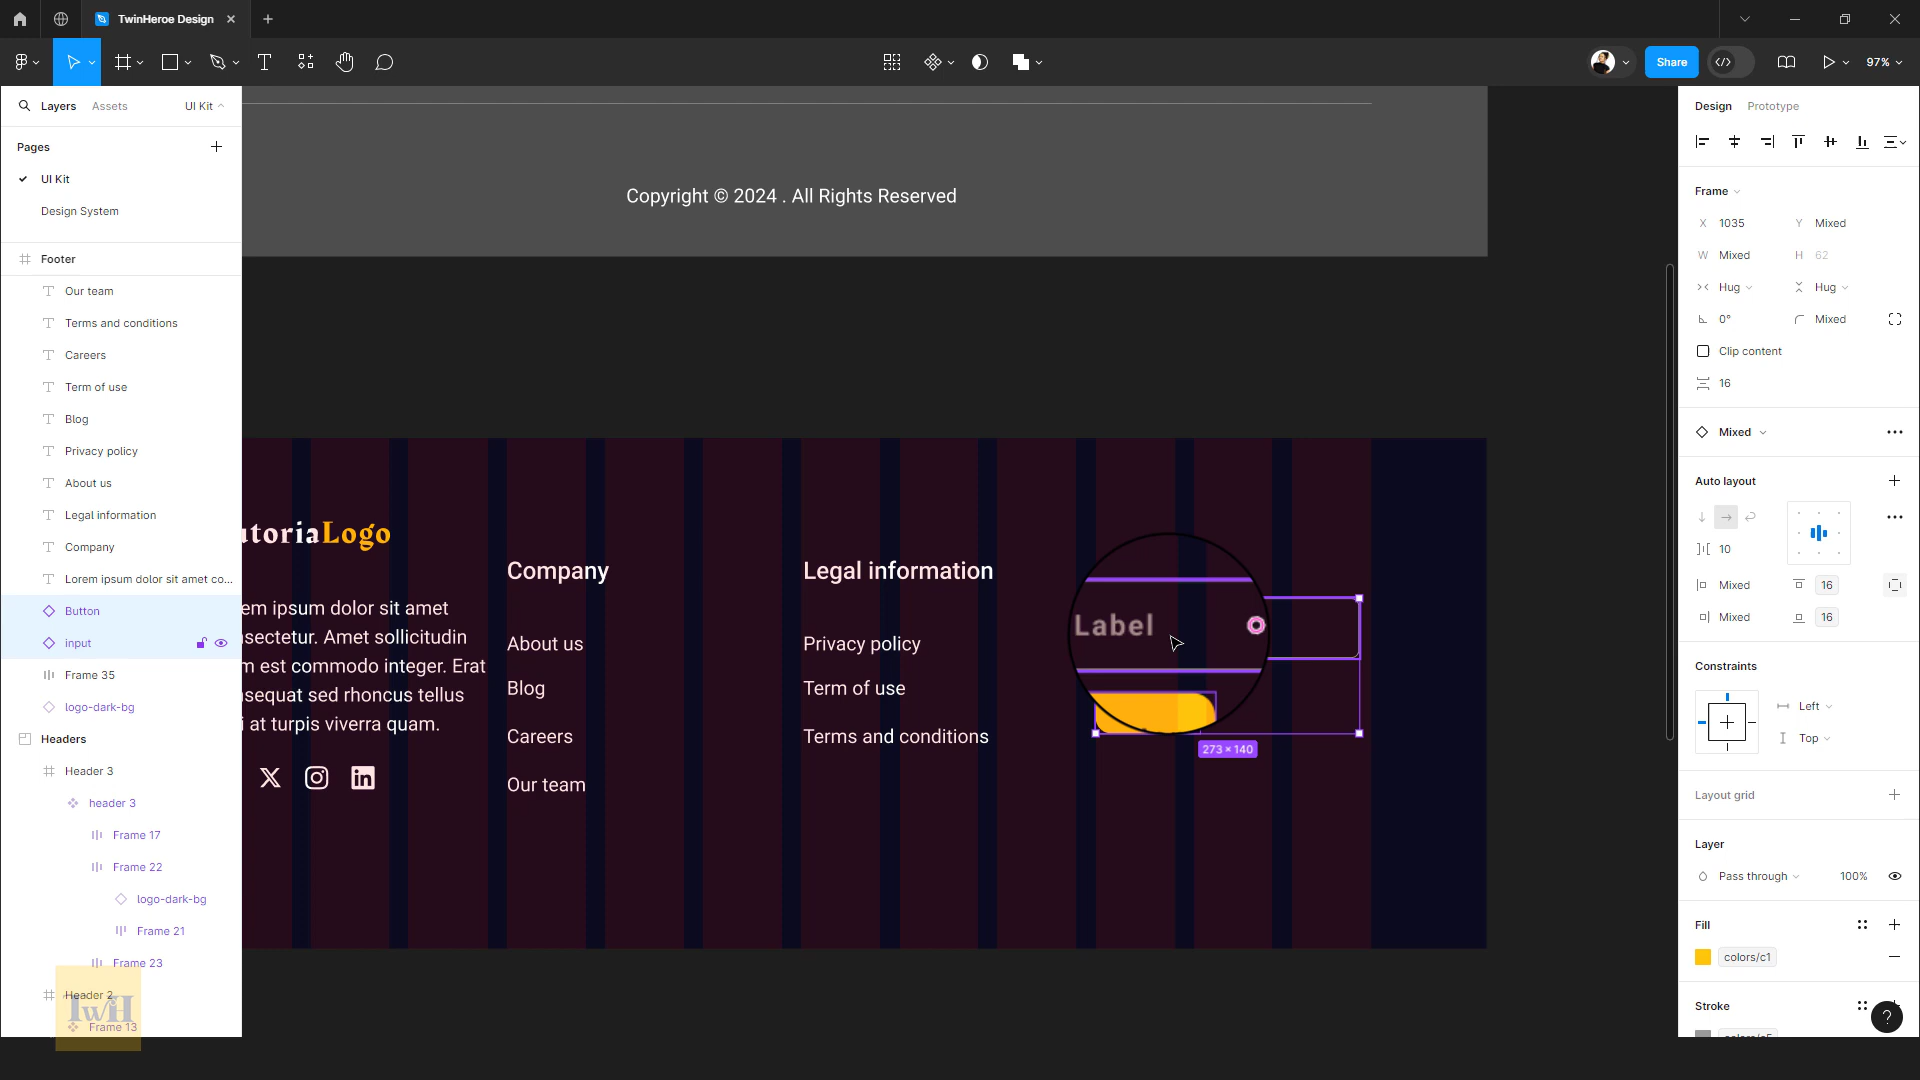 TwinHeroe Design
Share
97%
Layers
Assets
UI Kit
Pages
UI Kit
Design System
Footer
Our team
Terms and conditions
Careers
Term of use
Blog
Privacy policy
About us
Legal information
Company
Lorem ipsum dolor sit amet co...
Button
input
Frame 35
logo-dark-bg
Headers
Header 3
header 3
Frame 17
Frame 22
logo-dark-bg
Frame 21
Frame 23
Header 2
TwH
Frame 13
Copyright © 2024 . All Rights Reserved
utoriaLogo
em ipsum dolor sit amet
sectetur. Amet sollicitudin
m est commodo integer. Erat
nsequat sed rhoncus tellus
i at turpis viverra quam.
Company
About us
Blog
Careers
Our team
Legal information
Privacy policy
Term of use
Terms and conditions
Label
273 × 140
Design
Prototype
Frame
X 1035
Y Mixed
W Mixed
H 62
Hug
Hug
0°
Mixed
Clip content
16
Mixed
Auto layout
10
Mixed
16
Mixed
16
Constraints
Left
Top
Layout grid
Layer
Pass through
100%
Fill
colors/c1
Stroke
?